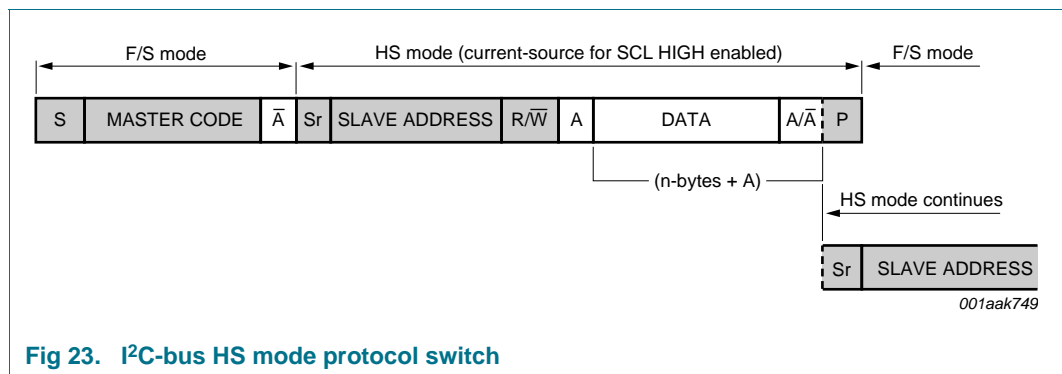 F/S mode HS mode (current-source for SCL HIGH enabled) F/S mode
S MASTER CODE A̅ Sr SLAVE ADDRESS R/W̅ A DATA A/A̅ P
(n-bytes + A)
HS mode continues
Sr SLAVE ADDRESS
001aak749
Fig 23. I²C-bus HS mode protocol switch